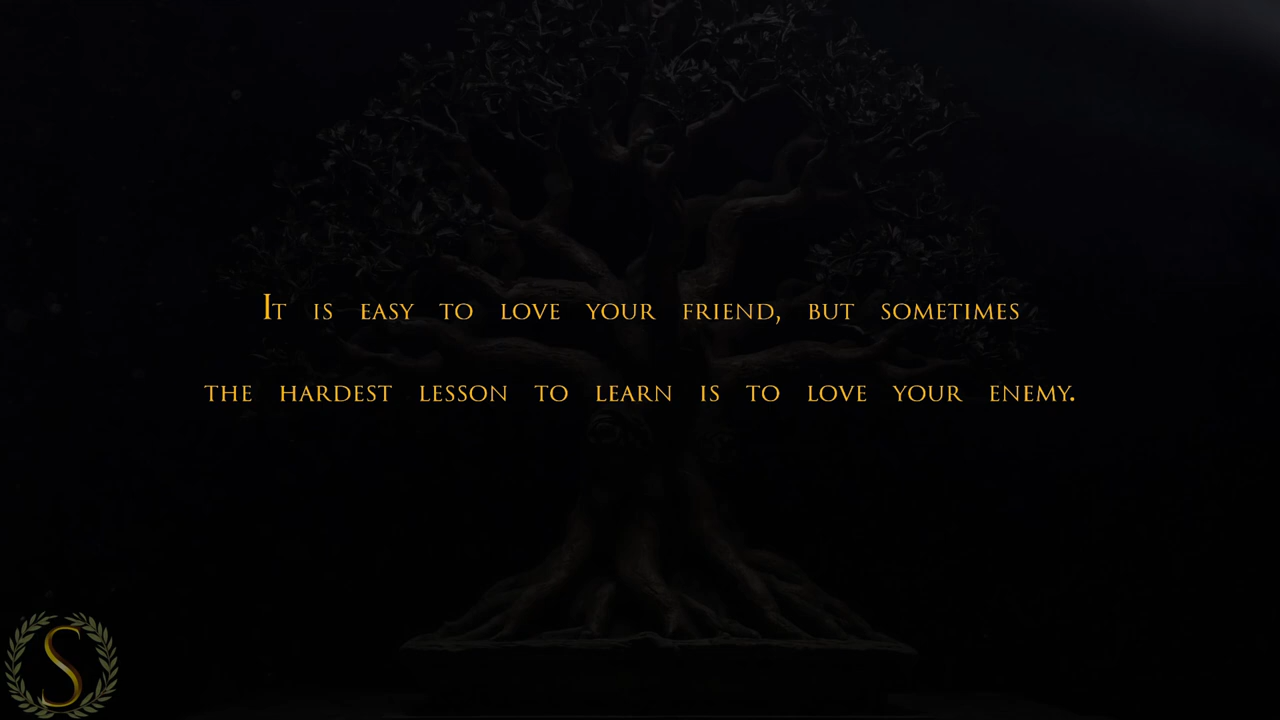 It is easy to love your friend, but sometimes
the hardest lesson to learn is to love your enemy.
S